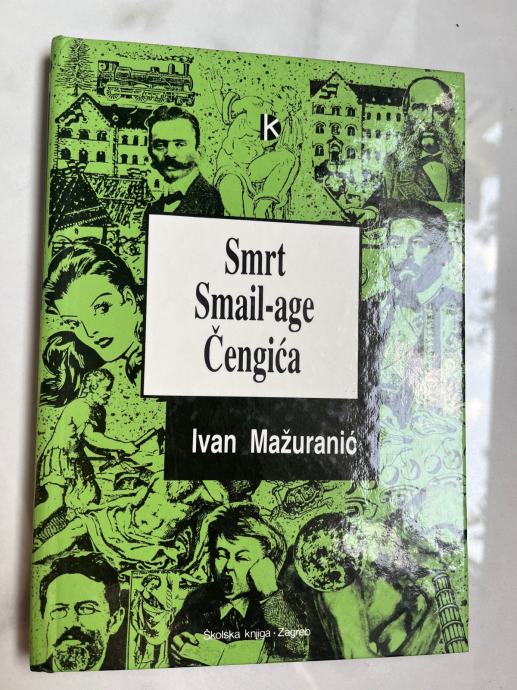 K
Smrt
Smail-age
Čengića
Ivan Mažuranić
Školska knjiga · Zagreb